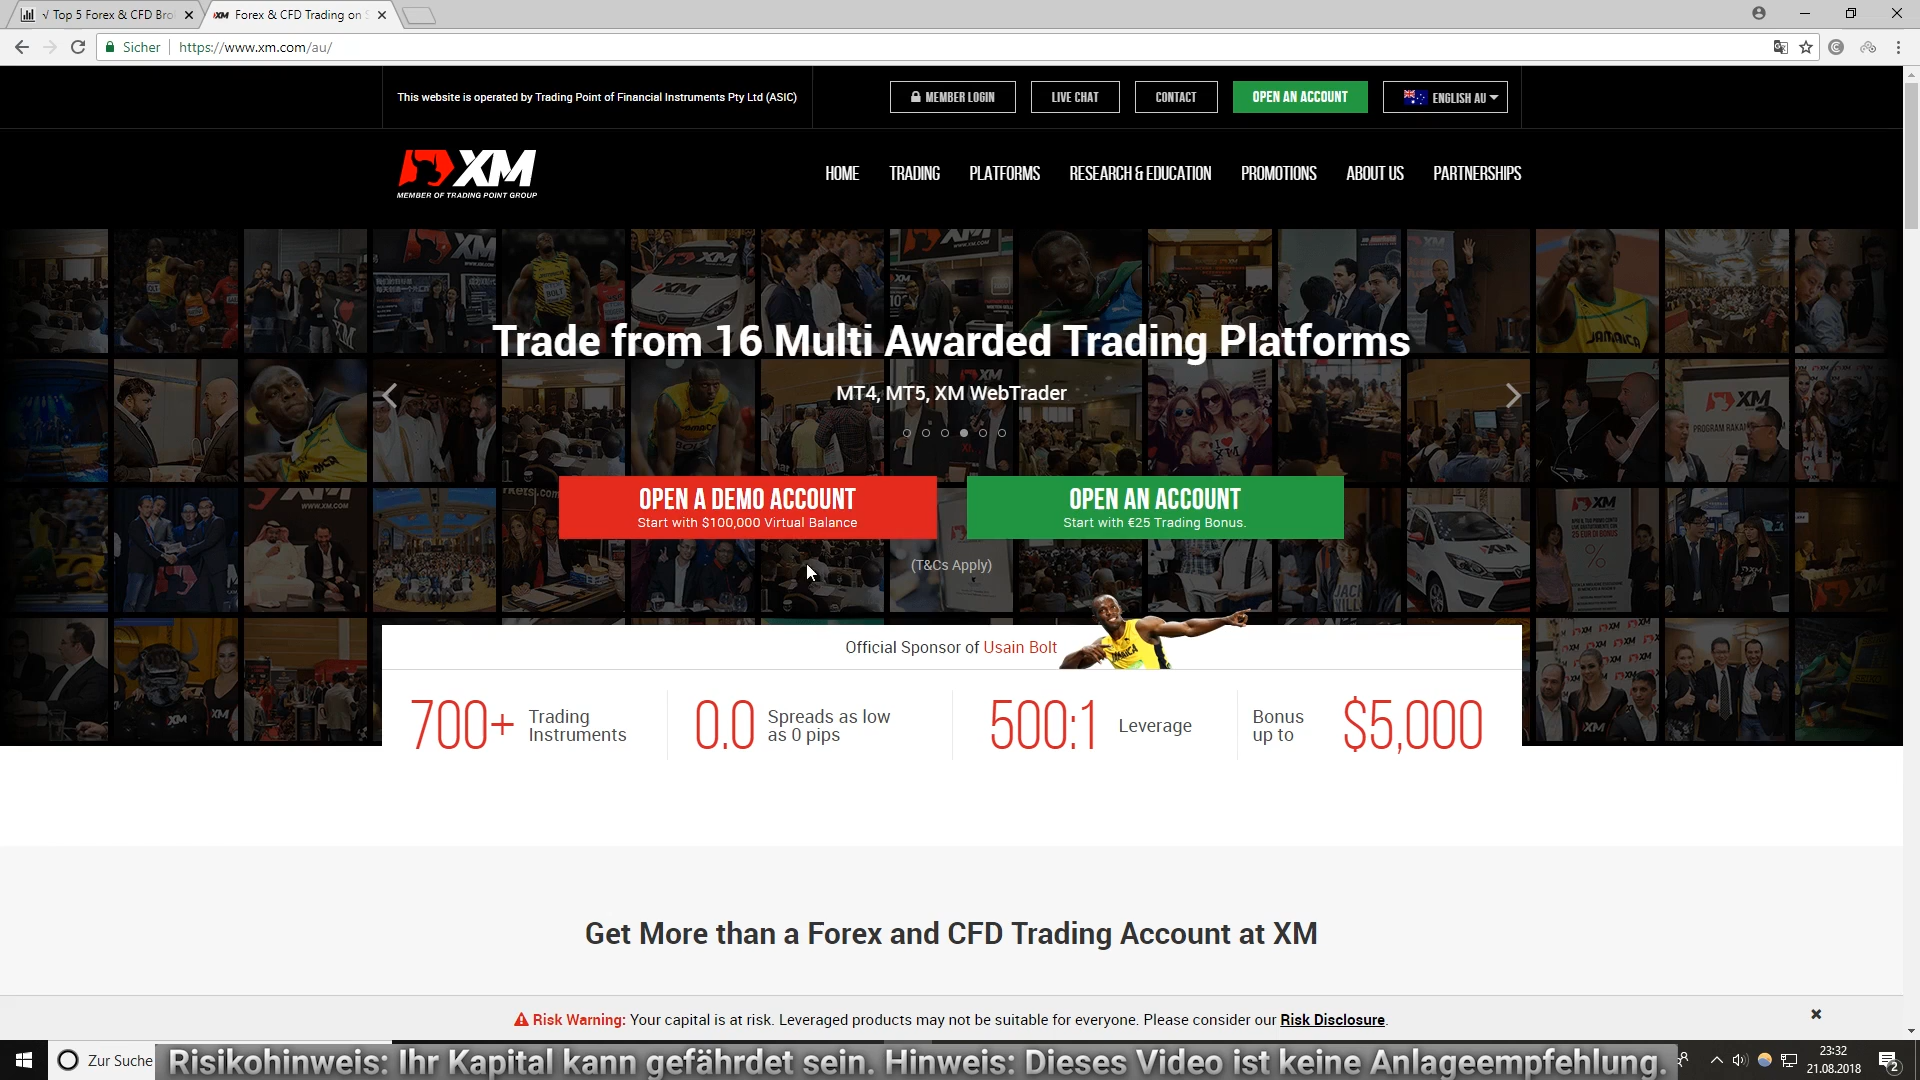 √ Top 5 Forex & CFD Bro
XM Forex & CFD Trading on S
Sicher
https://www.xm.com/au/
This website is operated by Trading Point of Financial Instruments Pty Ltd (ASIC)
MEMBER LOGIN
LIVE CHAT
CONTACT
OPEN AN ACCOUNT
ENGLISH AU
XM
MEMBER OF TRADING POINT GROUP
HOME
TRADING
PLATFORMS
RESEARCH & EDUCATION
PROMOTIONS
ABOUT US
PARTNERSHIPS
Trade from 16 Multi Awarded Trading Platforms
MT4, MT5, XM WebTrader
OPEN A DEMO ACCOUNT
Start with $100,000 Virtual Balance
OPEN AN ACCOUNT
Start with €25 Trading Bonus.
(T&Cs Apply)
Official Sponsor of Usain Bolt
700+ Trading Instruments
0.0 Spreads as low as 0 pips
500:1 Leverage
Bonus up to $5,000
Get More than a Forex and CFD Trading Account at XM
Risk Warning: Your capital is at risk. Leveraged products may not be suitable for everyone. Please consider our Risk Disclosure.
Zur Suche
Risikohinweis: Ihr Kapital kann gefährdet sein. Hinweis: Dieses Video ist keine Anlageempfehlung.
23:32
21.08.2018
2